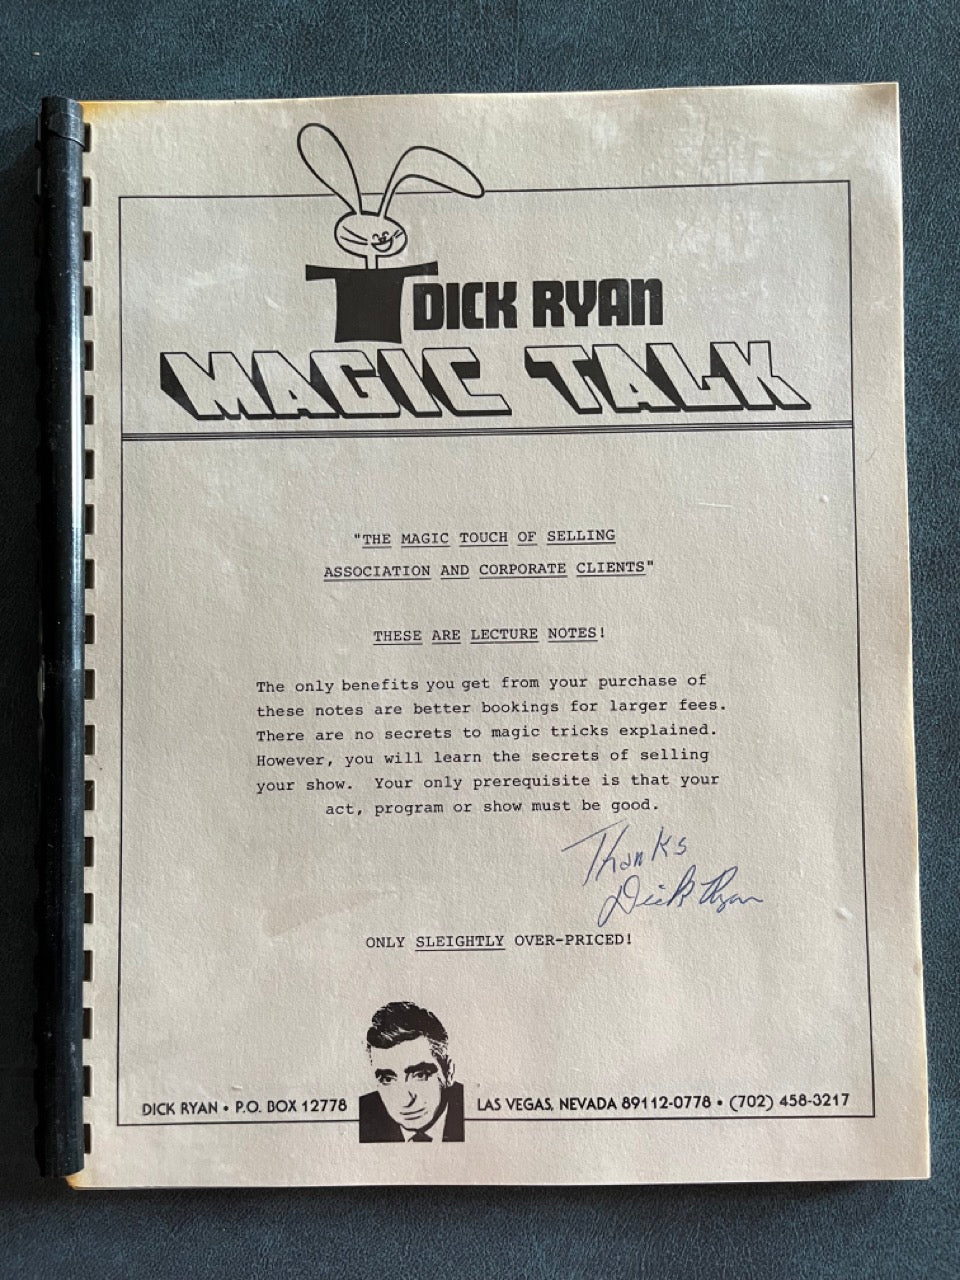 DICK RYAN
MAGIC TALK
"THE MAGIC TOUCH OF SELLING
ASSOCIATION AND CORPORATE CLIENTS"
THESE ARE LECTURE NOTES!
The only benefits you get from your purchase of
these notes are better bookings for larger fees.
There are no secrets to magic tricks explained.
However, you will learn the secrets of selling
your show. Your only prerequisite is that your
act, program or show must be good.
Thanks
Dick Ryan
ONLY SLEIGHTLY OVER-PRICED!
DICK RYAN • P.O. BOX 12778 LAS VEGAS, NEVADA 89112-0778 • (702) 458-3217